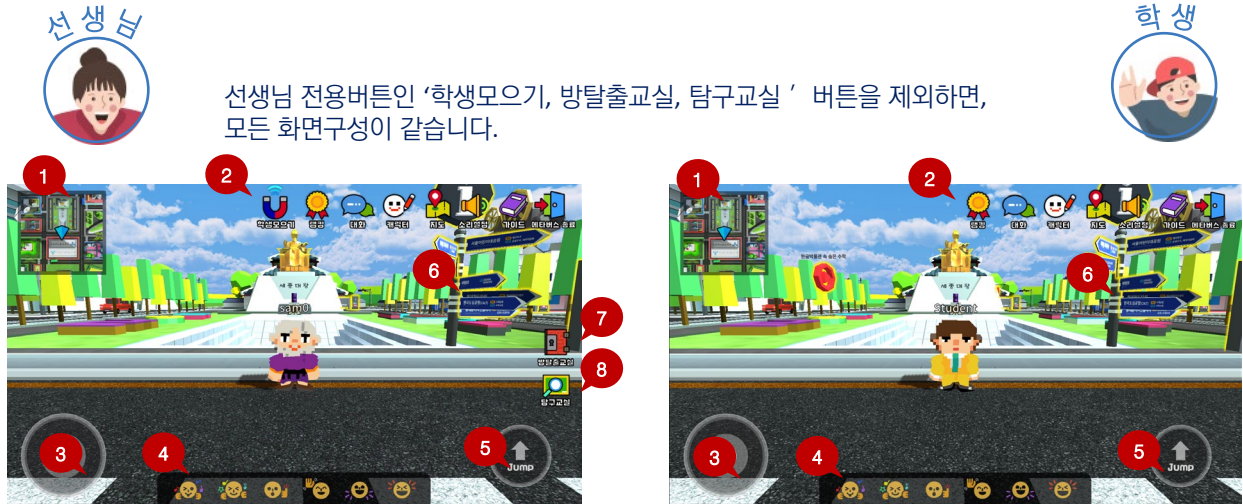 선생님
학생
선생님 전용버튼인 ‘학생모으기, 방탈출교실, 탐구교실 ’ 버튼을 제외하면,
모든 화면구성이 같습니다.
1
2
학생모으기 랭킹 대화 캐릭터 지도 소리설정 가이드 메타버스 종료
6
세종대왕
sam01
7
방탈출교실
8
탐구교실
3
4
5
Jump
1
2
랭킹 대화 캐릭터 지도 소리설정 가이드 메타버스 종료
6
세종대왕
Student
3
4
5
Jump